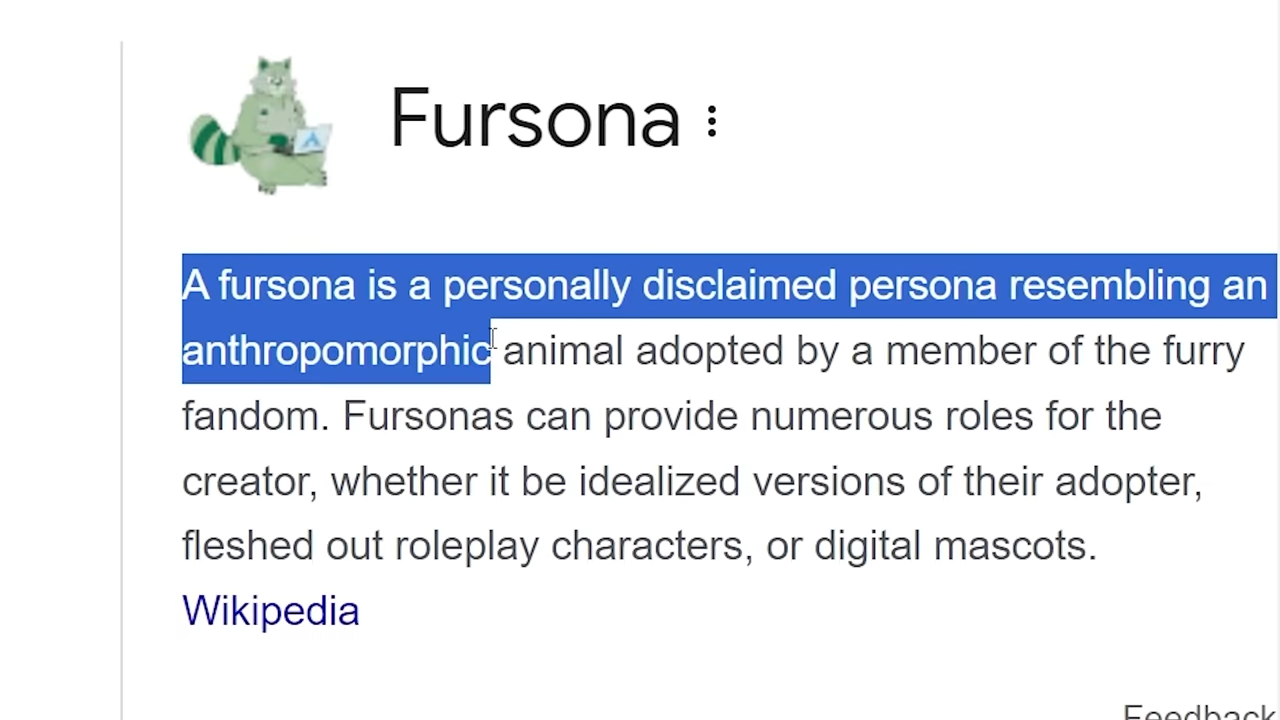 Fursona
A fursona is a personally disclaimed persona resembling an
anthropomorphic animal adopted by a member of the furry
fandom. Fursonas can provide numerous roles for the
creator, whether it be idealized versions of their adopter,
fleshed out roleplay characters, or digital mascots.
Wikipedia
Feedback